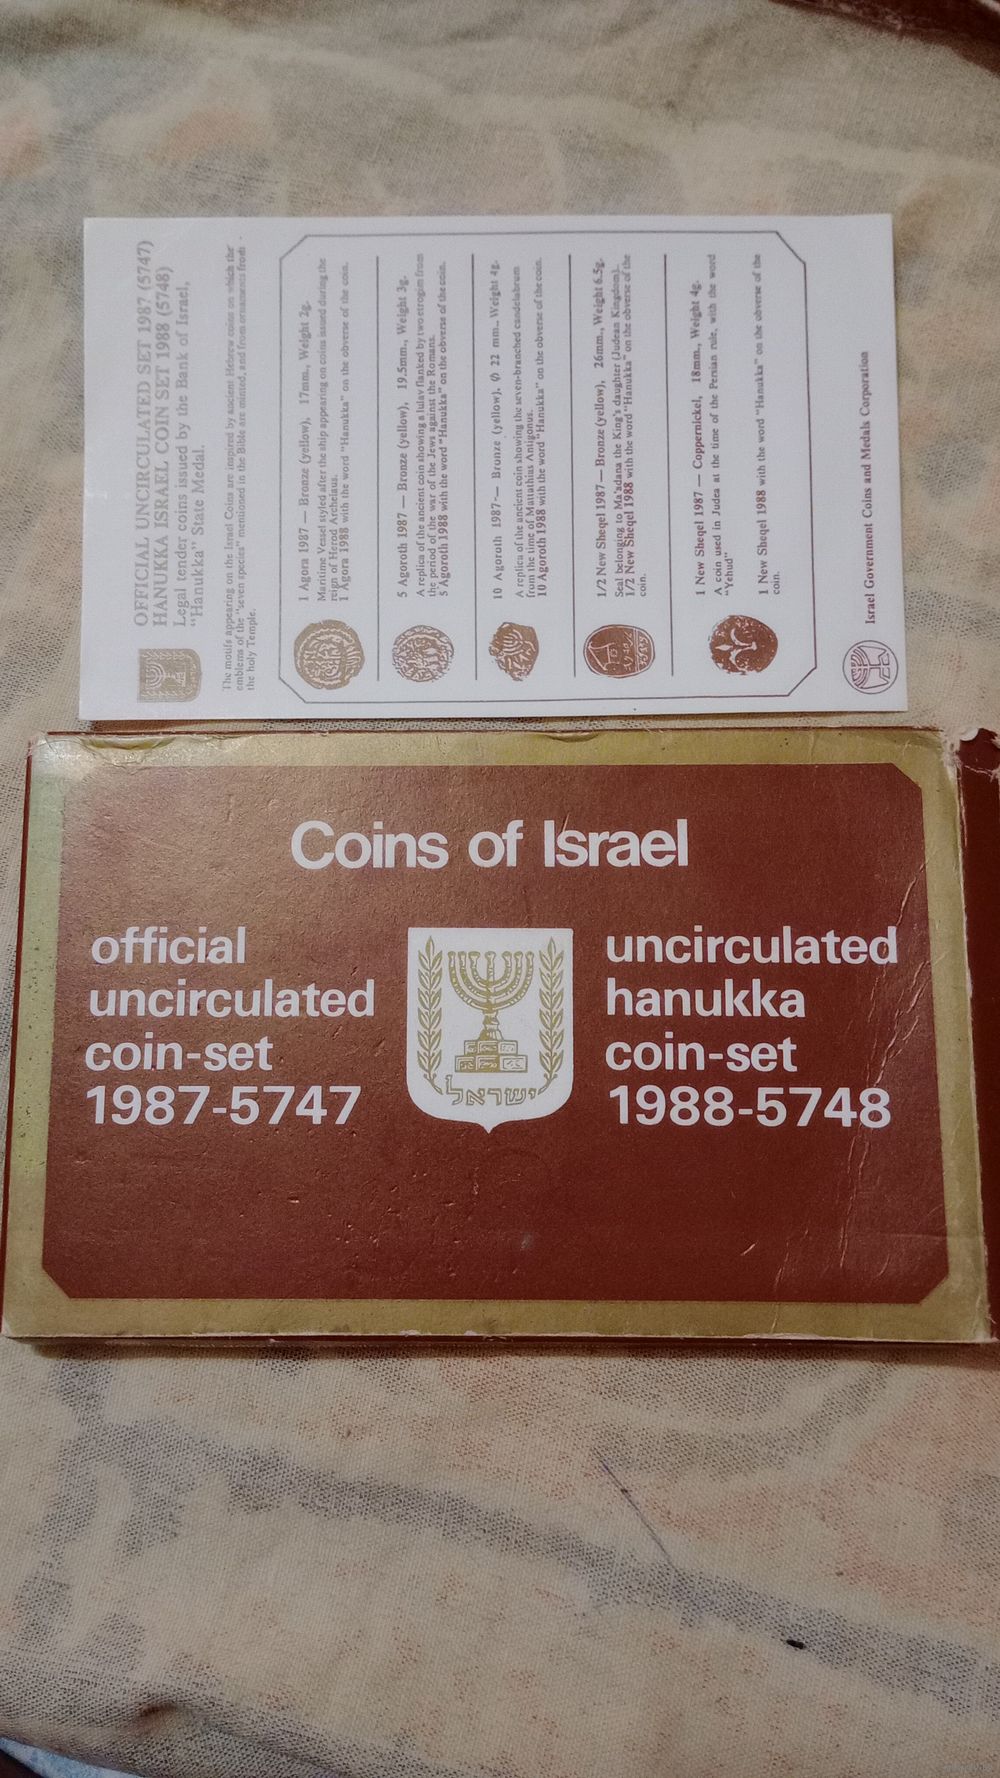 OFFICIAL UNCIRCULATED SET 1987 (5747)
HANUKKA ISRAEL COIN SET 1988 (5748)
Legal tender coins issued by the Bank of Israel,
"Hanukka" State Medal.
The motifs appearing on the Israel Coins are inspired by ancient Hebrew coins on which the
emblems of the "seven species" mentioned in the Bible are minted, and from ornaments from
the holy Temple.
1 Agora 1987 — Bronze (yellow), 17mm., Weight 2g.
Maritime Vessel styled after the ship appearing on coins issued during the
reign of Herod Archelaus.
1 Agora 1988 with the word "Hanukka" on the obverse of the coin.
5 Agoroth 1987 — Bronze (yellow), 19.5mm., Weight 3g.
A replica of the ancient coin showing a lulav flanked by two etrogim from
the period of the war of the Jews against the Romans.
5 Agoroth 1988 with the word "Hanukka" on the obverse of the coin.
10 Agoroth 1987 — Bronze (yellow), Ø 22 mm., Weight 4g.
A replica of the ancient coin showing the seven-branched candelabrum
from the time of Mattathias Antigonus.
10 Agoroth 1988 with the word "Hanukka" on the obverse of the coin.
1/2 New Sheqel 1987 — Bronze (yellow), 26mm., Weight 6.5g.
Seal belonging to Ma'adana the King's daughter (Judean Kingdom).
1/2 New Sheqel 1988 with the word "Hanukka" on the obverse of the
coin.
1 New Sheqel 1987 — Coppernickel, 18mm., Weight 4g.
A coin used in Judea at the time of the Persian rule, with the word
"Yehud"
1 New Sheqel 1988 with the word "Hanukka" on the obverse of the
coin.
Israel Government Coins and Medals Corporation
Coins of Israel
official
uncirculated
coin-set
1987-5747
ישראל
uncirculated
hanukka
coin-set
1988-5748